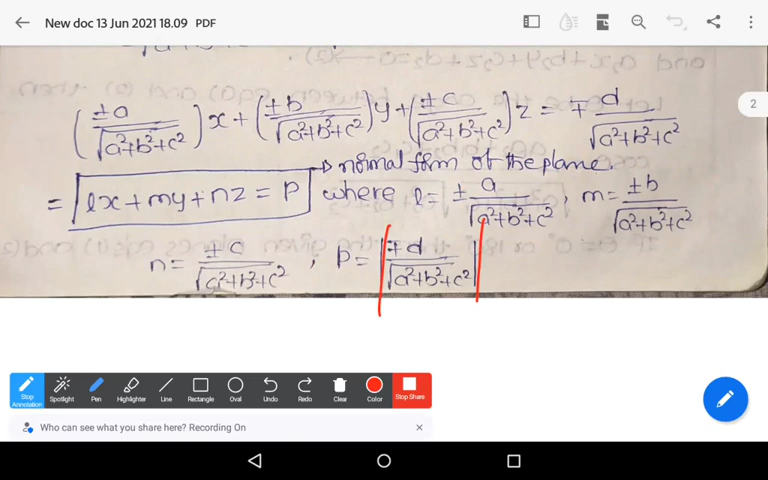 New doc 13 Jun 2021 18.09 PDF
2
(±a/√(a²+b²+c²))x + (±b/√(a²+b²+c²))y + (±c/√(a²+b²+c²))z = ∓ d/√(a²+b²+c²)
→ normal form of the plane.
= lx + my + nz = P where l = ± a/√(a²+b²+c²), m = ±b/√(a²+b²+c²)
n = ±c/√(a²+b²+c²), P = |∓d/√(a²+b²+c²)|
Stop Annotation Spotlight Pen Highlighter Line Rectangle Oval Undo Redo Clear Color Stop Share
Who can see what you share here? Recording On